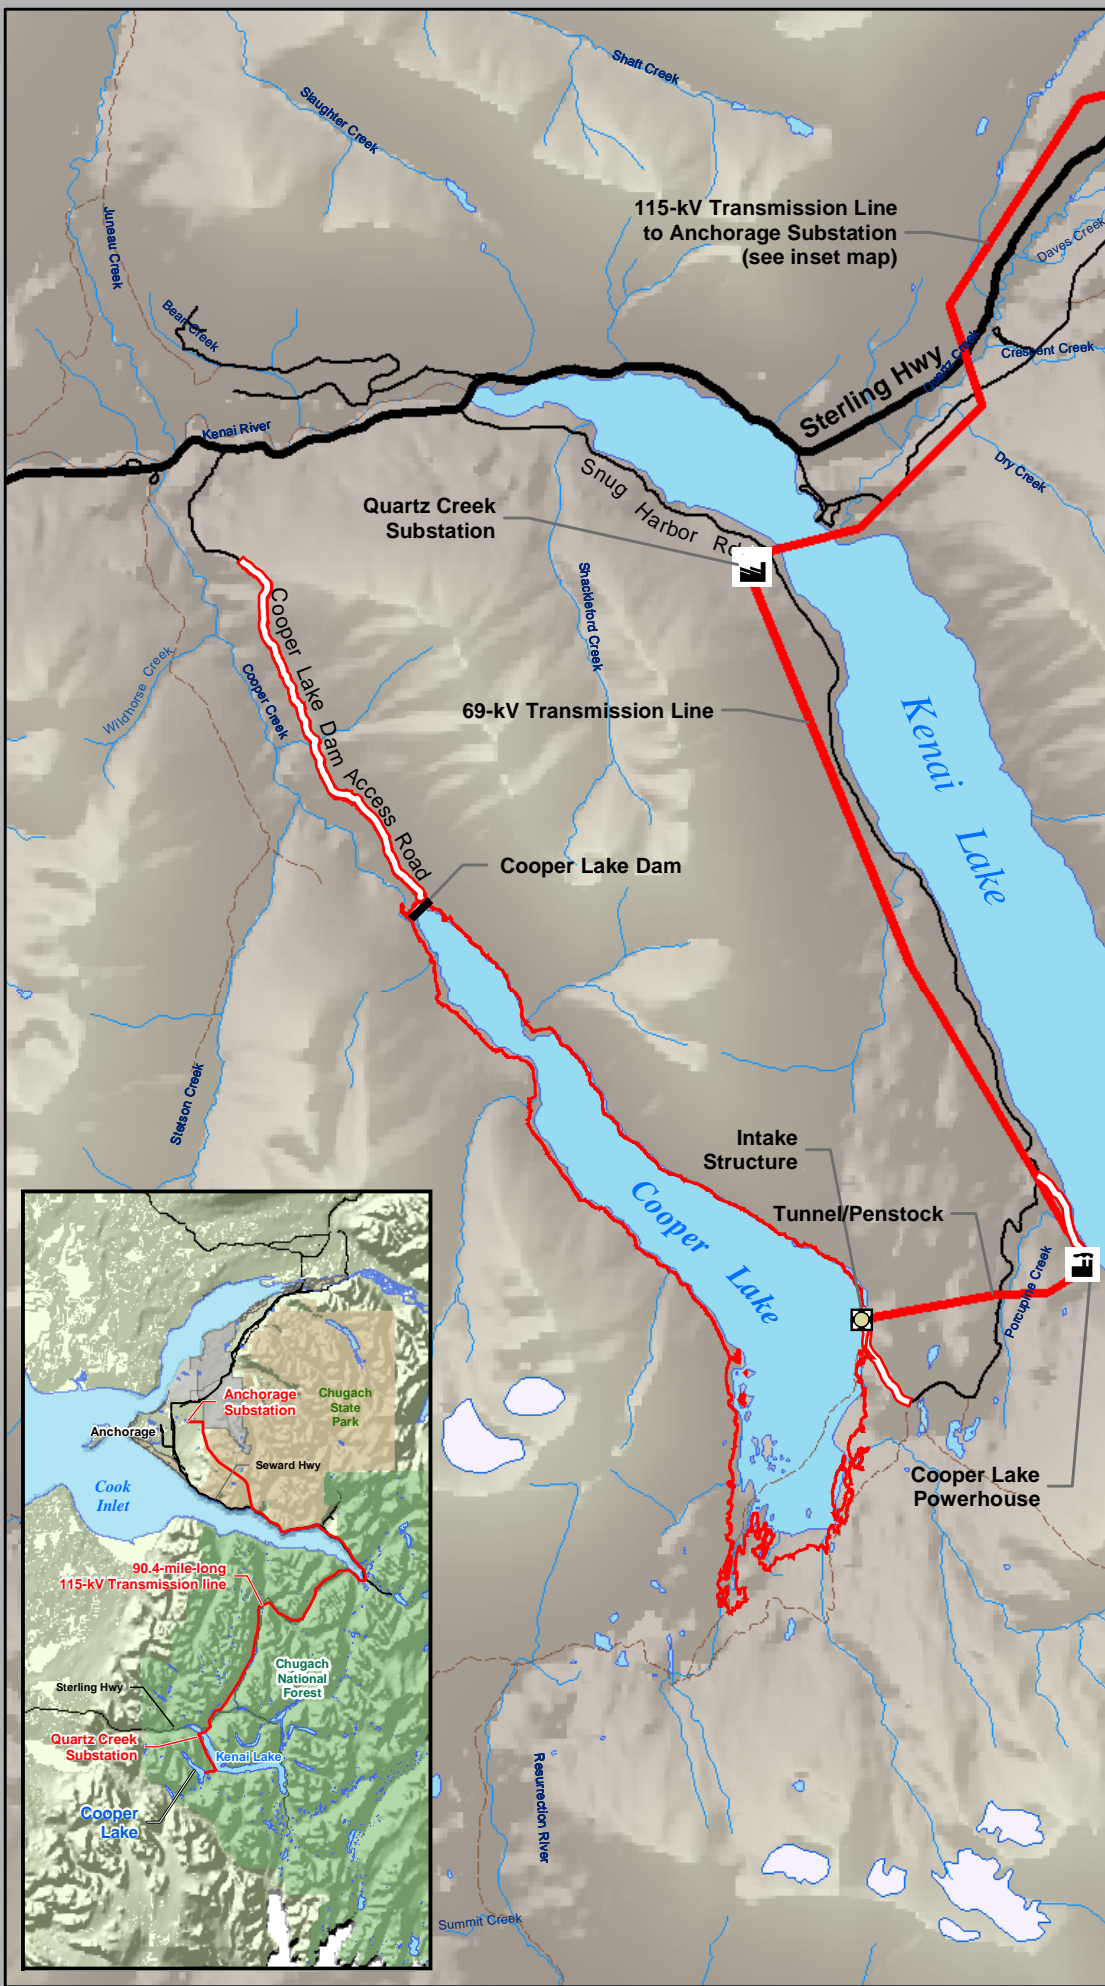 Shaft Creek
Slaughter Creek
115-kV Transmission Line
to Anchorage Substation
(see inset map)
Juneau Creek
Daves Creek
Bean Creek
Quartz Creek
Crescent Creek
Sterling Hwy
Kenai River
Dry Creek
Snug Harbor Rd
Quartz Creek
Substation
Shackleford Creek
Cooper Lake Dam Access Road
Wildhorse Creek
Cooper Creek
69-kV Transmission Line
Kenai Lake
Cooper Lake Dam
Stetson Creek
Intake
Structure
Tunnel/Penstock
Cooper Lake
Porcupine Creek
Cooper Lake
Powerhouse
Resurrection River
Summit Creek
Anchorage
Substation
Chugach
State
Park
Anchorage
Seward Hwy
Cook
Inlet
90.4-mile-long
115-kV Transmission line
Chugach
National
Forest
Sterling Hwy
Quartz Creek
Substation
Kenai Lake
Cooper
Lake